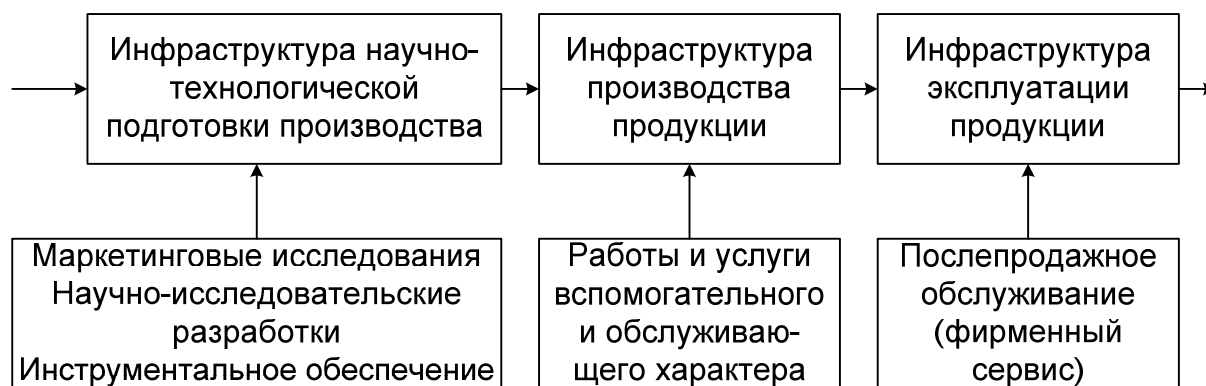 Инфраструктура научно-
технологической
подготовки производства
Инфраструктура
производства
продукции
Инфраструктура
эксплуатации
продукции
Маркетинговые исследования
Научно-исследовательские
разработки
Инструментальное обеспечение
Работы и услуги
вспомогательного
и обслуживаю-
щего характера
Послепродажное
обслуживание
(фирменный
сервис)